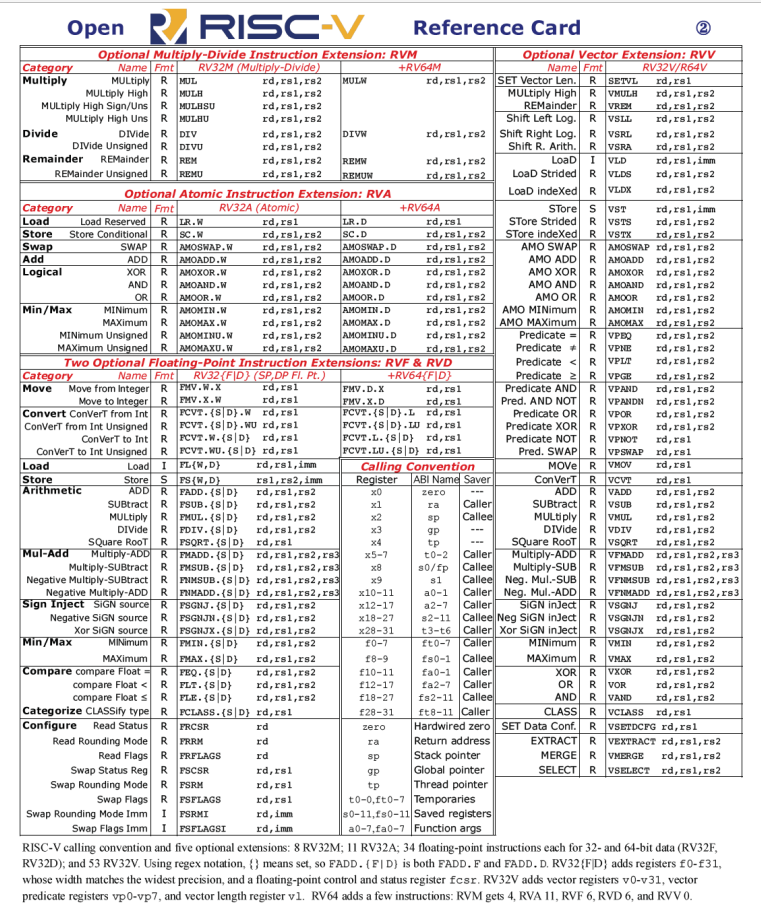 Open RISC-V Reference Card ②
Optional Multiply-Divide Instruction Extension: RVM
Category Name Fmt RV32M (Multiply-Divide) +RV64M
Multiply MULtiply R MUL rd,rs1,rs2 MULW rd,rs1,rs2
MULtiply High R MULH rd,rs1,rs2
MULtiply High Sign/Uns R MULHSU rd,rs1,rs2
MULtiply High Uns R MULHU rd,rs1,rs2
Divide DIVide R DIV rd,rs1,rs2 DIVW rd,rs1,rs2
DIVide Unsigned R DIVU rd,rs1,rs2
Remainder REMainder R REM rd,rs1,rs2 REMW rd,rs1,rs2
REMainder Unsigned R REMU rd,rs1,rs2 REMUW rd,rs1,rs2
Optional Atomic Instruction Extension: RVA
Category Name Fmt RV32A (Atomic) +RV64A
Load Load Reserved R LR.W rd,rs1 LR.D rd,rs1
Store Store Conditional R SC.W rd,rs1,rs2 SC.D rd,rs1,rs2
Swap SWAP R AMOSWAP.W rd,rs1,rs2 AMOSWAP.D rd,rs1,rs2
Add ADD R AMOADD.W rd,rs1,rs2 AMOADD.D rd,rs1,rs2
Logical XOR R AMOXOR.W rd,rs1,rs2 AMOXOR.D rd,rs1,rs2
AND R AMOAND.W rd,rs1,rs2 AMOAND.D rd,rs1,rs2
OR R AMOOR.W rd,rs1,rs2 AMOOR.D rd,rs1,rs2
Min/Max MINimum R AMOMIN.W rd,rs1,rs2 AMOMIN.D rd,rs1,rs2
MAXimum R AMOMAX.W rd,rs1,rs2 AMOMAX.D rd,rs1,rs2
MINimum Unsigned R AMOMINU.W rd,rs1,rs2 AMOMINU.D rd,rs1,rs2
MAXimum Unsigned R AMOMAXU.W rd,rs1,rs2 AMOMAXU.D rd,rs1,rs2
Two Optional Floating-Point Instruction Extensions: RVF & RVD
Category Name Fmt RV32{F|D} (SP,DP Fl. Pt.) +RV64{F|D}
Move Move from Integer R FMV.W.X rd,rs1 FMV.D.X rd,rs1
Move to Integer R FMV.X.W rd,rs1 FMV.X.D rd,rs1
Convert ConVerT from Int R FCVT.{S|D}.W rd,rs1 FCVT.{S|D}.L rd,rs1
ConVerT from Int Unsigned R FCVT.{S|D}.WU rd,rs1 FCVT.{S|D}.LU rd,rs1
ConVerT to Int R FCVT.W.{S|D} rd,rs1 FCVT.L.{S|D} rd,rs1
ConVerT to Int Unsigned R FCVT.WU.{S|D} rd,rs1 FCVT.LU.{S|D} rd,rs1
Load Load I FL{W,D} rd,rs1,imm
Store Store S FS{W,D} rs1,rs2,imm
Arithmetic ADD R FADD.{S|D} rd,rs1,rs2
SUBtract R FSUB.{S|D} rd,rs1,rs2
MULtiply R FMUL.{S|D} rd,rs1,rs2
DIVide R FDIV.{S|D} rd,rs1,rs2
SQuare RooT R FSQRT.{S|D} rd,rs1
Mul-Add Multiply-ADD R FMADD.{S|D} rd,rs1,rs2,rs3
Multiply-SUBtract R FMSUB.{S|D} rd,rs1,rs2,rs3
Negative Multiply-SUBtract R FNMSUB.{S|D} rd,rs1,rs2,rs3
Negative Multiply-ADD R FNMADD.{S|D} rd,rs1,rs2,rs3
Sign Inject SiGN source R FSGNJ.{S|D} rd,rs1,rs2
Negative SiGN source R FSGNJN.{S|D} rd,rs1,rs2
Xor SiGN source R FSGNJX.{S|D} rd,rs1,rs2
Min/Max MINimum R FMIN.{S|D} rd,rs1,rs2
MAXimum R FMAX.{S|D} rd,rs1,rs2
Compare compare Float = R FEQ.{S|D} rd,rs1,rs2
compare Float < R FLT.{S|D} rd,rs1,rs2
compare Float ≤ R FLE.{S|D} rd,rs1,rs2
Categorize CLASSify type R FCLASS.{S|D} rd,rs1
Configure Read Status R FRCSR rd
Read Rounding Mode R FRRM rd
Read Flags R FRFLAGS rd
Swap Status Reg R FSCSR rd,rs1
Swap Rounding Mode R FSRM rd,rs1
Swap Flags R FSFLAGS rd,rs1
Swap Rounding Mode Imm I FSRMI rd,imm
Swap Flags Imm I FSFLAGSI rd,imm
Calling Convention
Register ABI Name Saver
x0 zero ---
x1 ra Caller
x2 sp Callee
x3 gp ---
x4 tp ---
x5-7 t0-2 Caller
x8 s0/fp Callee
x9 s1 Callee
x10-11 a0-1 Caller
x12-17 a2-7 Caller
x18-27 s2-11 Callee
x28-31 t3-t6 Caller
f0-7 ft0-7 Caller
f8-9 fs0-1 Callee
f10-11 fa0-1 Caller
f12-17 fa2-7 Caller
f18-27 fs2-11 Callee
f28-31 ft8-11 Caller
zero Hardwired zero
ra Return address
sp Stack pointer
gp Global pointer
tp Thread pointer
t0-0,ft0-7 Temporaries
s0-11,fs0-11 Saved registers
a0-7,fa0-7 Function args
Optional Vector Extension: RVV
Name Fmt RV32V/R64V
SET Vector Len. R SETVL rd,rs1
MULtiply High R VMULH rd,rs1,rs2
REMainder R VREM rd,rs1,rs2
Shift Left Log. R VSLL rd,rs1,rs2
Shift Right Log. R VSRL rd,rs1,rs2
Shift R. Arith. R VSRA rd,rs1,rs2
LoaD I VLD rd,rs1,imm
LoaD Strided R VLDS rd,rs1,rs2
LoaD indeXed R VLDX rd,rs1,rs2
STore S VST rd,rs1,imm
STore Strided R VSTS rd,rs1,rs2
STore indeXed R VSTX rd,rs1,rs2
AMO SWAP R AMOSWAP rd,rs1,rs2
AMO ADD R AMOADD rd,rs1,rs2
AMO XOR R AMOXOR rd,rs1,rs2
AMO AND R AMOAND rd,rs1,rs2
AMO OR R AMOOR rd,rs1,rs2
AMO MINimum R AMOMIN rd,rs1,rs2
AMO MAXimum R AMOMAX rd,rs1,rs2
Predicate = R VPEQ rd,rs1,rs2
Predicate ≠ R VPNE rd,rs1,rs2
Predicate < R VPLT rd,rs1,rs2
Predicate ≥ R VPGE rd,rs1,rs2
Predicate AND R VPAND rd,rs1,rs2
Pred. AND NOT R VPANDN rd,rs1,rs2
Predicate OR R VPOR rd,rs1,rs2
Predicate XOR R VPXOR rd,rs1,rs2
Predicate NOT R VPNOT rd,rs1
Pred. SWAP R VPSWAP rd,rs1
MOVe R VMOV rd,rs1
ConVerT R VCVT rd,rs1
ADD R VADD rd,rs1,rs2
SUBtract R VSUB rd,rs1,rs2
MULtiply R VMUL rd,rs1,rs2
DIVide R VDIV rd,rs1,rs2
SQuare RooT R VSQRT rd,rs1,rs2
Multiply-ADD R VFMADD rd,rs1,rs2,rs3
Multiply-SUB R VFMSUB rd,rs1,rs2,rs3
Neg. Mul.-SUB R VFNMSUB rd,rs1,rs2,rs3
Neg. Mul.-ADD R VFNMADD rd,rs1,rs2,rs3
SiGN inJect R VSGNJ rd,rs1,rs2
Neg SiGN inJect R VSGNJN rd,rs1,rs2
Xor SiGN inJect R VSGNJX rd,rs1,rs2
MINimum R VMIN rd,rs1,rs2
MAXimum R VMAX rd,rs1,rs2
XOR R VXOR rd,rs1,rs2
OR R VOR rd,rs1,rs2
AND R VAND rd,rs1,rs2
CLASS R VCLASS rd,rs1
SET Data Conf. R VSETDCFG rd,rs1
EXTRACT R VEXTRACT rd,rs1,rs2
MERGE R VMERGE rd,rs1,rs2
SELECT R VSELECT rd,rs1,rs2
RISC-V calling convention and five optional extensions: 8 RV32M; 11 RV32A; 34 floating-point instructions each for 32- and 64-bit data (RV32F,
RV32D); and 53 RV32V. Using regex notation, {} means set, so FADD.{F|D} is both FADD.F and FADD.D. RV32{F|D} adds registers f0-f31,
whose width matches the widest precision, and a floating-point control and status register fcsr. RV32V adds vector registers v0-v31, vector
predicate registers vp0-vp7, and vector length register vl. RV64 adds a few instructions: RVM gets 4, RVA 11, RVF 6, RVD 6, and RVV 0.